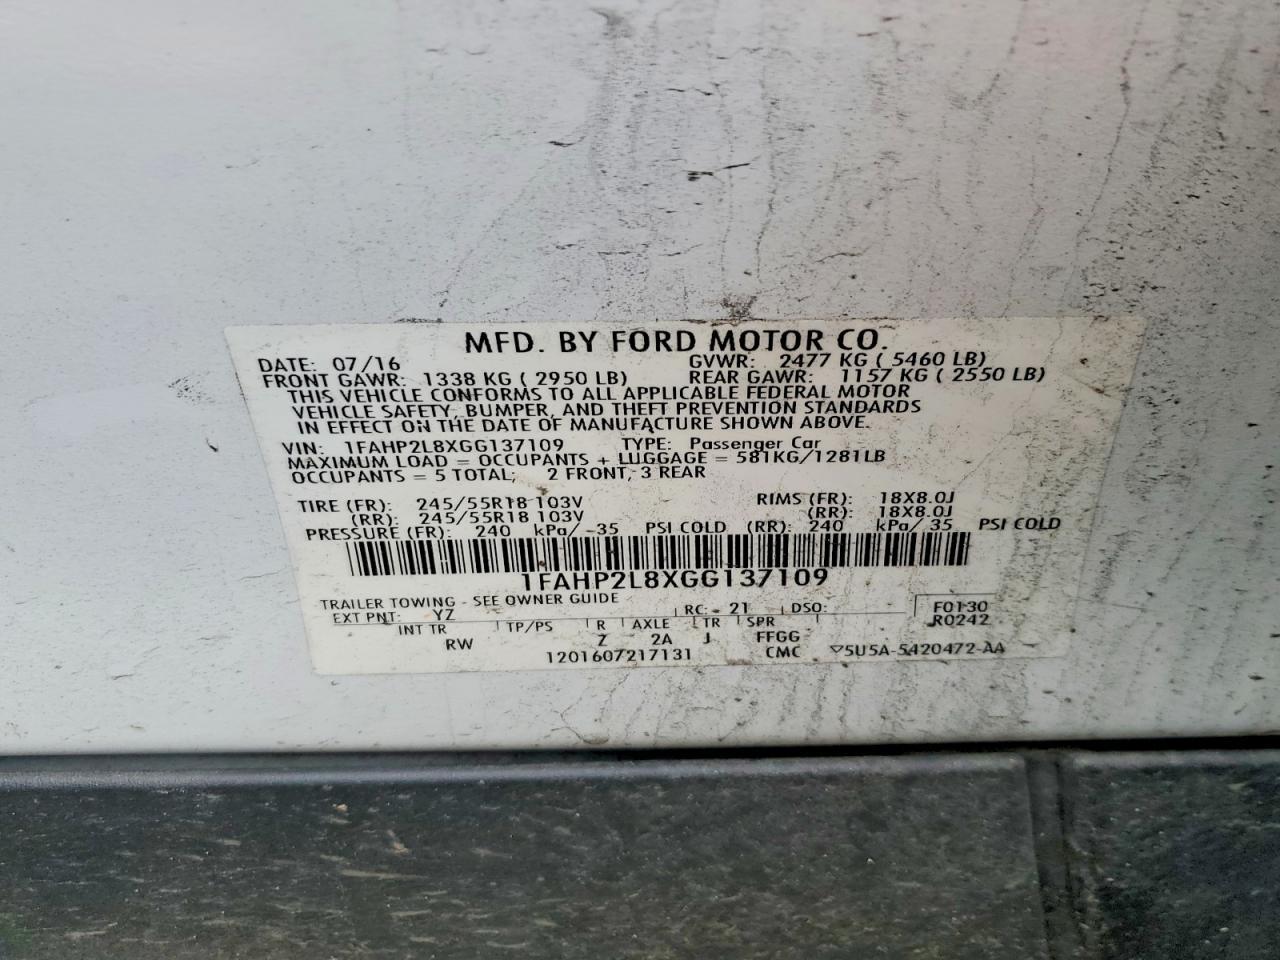 MFD. BY FORD MOTOR CO.
DATE: 07/16 GVWR: 2477 KG ( 5460 LB)
FRONT GAWR: 1338 KG ( 2950 LB) REAR GAWR: 1157 KG ( 2550 LB)
THIS VEHICLE CONFORMS TO ALL APPLICABLE FEDERAL MOTOR
VEHICLE SAFETY, BUMPER, AND THEFT PREVENTION STANDARDS
IN EFFECT ON THE DATE OF MANUFACTURE SHOWN ABOVE.
VIN: 1FAHP2L8XGG137109 TYPE: Passenger Car
MAXIMUM LOAD = OCCUPANTS + LUGGAGE = 581KG/1281LB
OCCUPANTS = 5 TOTAL; 2 FRONT, 3 REAR
TIRE (FR): 245/55R18 103V RIMS (FR): 18X8.0J
(RR): 245/55R18 103V (RR): 18X8.0J
PRESSURE (FR): 240 kPa/ 35 PSI COLD (RR): 240 kPa/ 35 PSI COLD
1FAHP2L8XGG137109
TRAILER TOWING - SEE OWNER GUIDE
EXT PNT: YZ RC: 21 DSO: F0130
R0242
INT TR TP/PS R AXLE TR SPR
RW Z 2A J FFGG
1201607217131 CMC ▽5U5A-5420472-AA